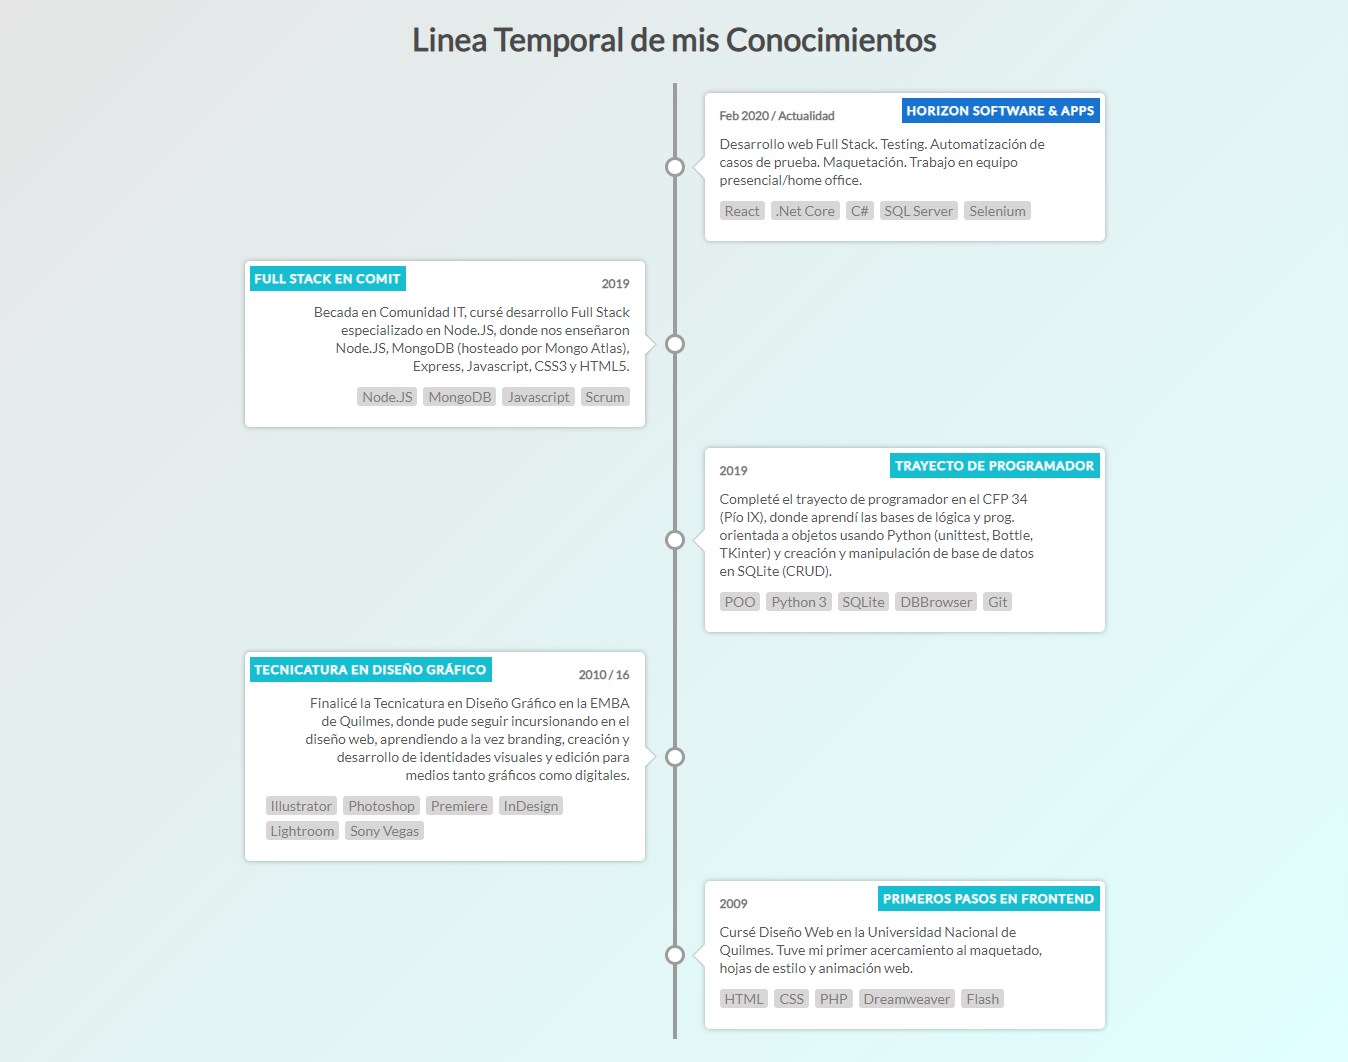 Linea Temporal de mis Conocimientos
Feb 2020 / Actualidad
HORIZON SOFTWARE & APPS
Desarrollo web Full Stack. Testing. Automatización de
casos de prueba. Maquetación. Trabajo en equipo
presencial/home office.
React .Net Core C# SQL Server Selenium
FULL STACK EN COMIT
2019
Becada en Comunidad IT, cursé desarrollo Full Stack
especializado en Node.JS, donde nos enseñaron
Node.JS, MongoDB (hosteado por Mongo Atlas),
Express, Javascript, CSS3 y HTML5.
Node.JS MongoDB Javascript Scrum
2019
TRAYECTO DE PROGRAMADOR
Completé el trayecto de programador en el CFP 34
(Pío IX), donde aprendí las bases de lógica y prog.
orientada a objetos usando Python (unittest, Bottle,
TKinter) y creación y manipulación de base de datos
en SQLite (CRUD).
POO Python 3 SQLite DBBrowser Git
TECNICATURA EN DISEÑO GRÁFICO
2010 / 16
Finalicé la Tecnicatura en Diseño Gráfico en la EMBA
de Quilmes, donde pude seguir incursionando en el
diseño web, aprendiendo a la vez branding, creación y
desarrollo de identidades visuales y edición para
medios tanto gráficos como digitales.
Illustrator Photoshop Premiere InDesign
Lightroom Sony Vegas
2009
PRIMEROS PASOS EN FRONTEND
Cursé Diseño Web en la Universidad Nacional de
Quilmes. Tuve mi primer acercamiento al maquetado,
hojas de estilo y animación web.
HTML CSS PHP Dreamweaver Flash